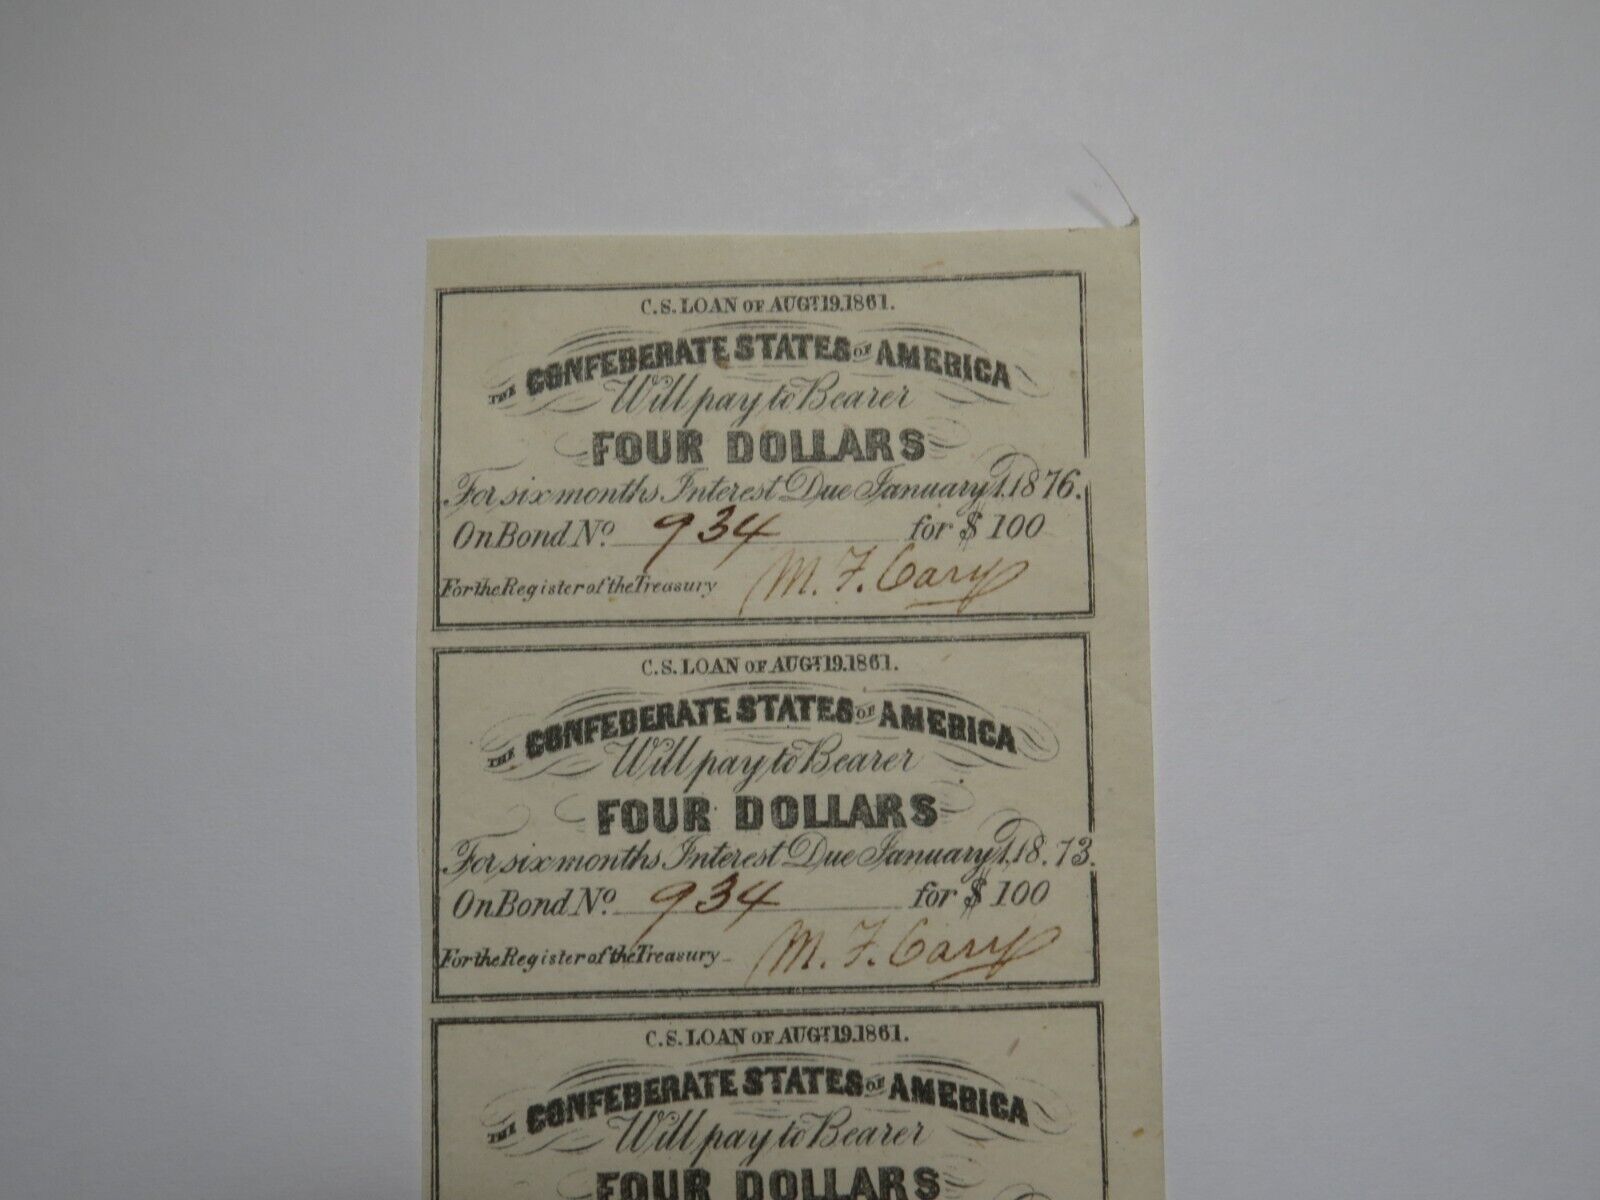 C.S. LOAN OF AUGT. 19. 1861.
THE CONFEDERATE STATES OF AMERICA
Will pay to Bearer
FOUR DOLLARS
For six months Interest Due January 1. 1876.
On Bond No. 934 for $ 100
For the Register of the Treasury M. F. Cary
C.S. LOAN OF AUGT. 19. 1861.
THE CONFEDERATE STATES OF AMERICA
Will pay to Bearer
FOUR DOLLARS
For six months Interest Due January 1. 18.73.
On Bond No. 934 for $ 100
For the Register of the Treasury M. F. Cary
C.S. LOAN OF AUGT. 19. 1861.
THE CONFEDERATE STATES OF AMERICA
Will pay to Bearer
FOUR DOLLARS